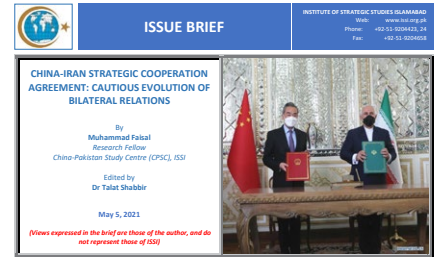 ISSUE BRIEF
INSTITUTE OF STRATEGIC STUDIES ISLAMABAD
Web: www.issi.org.pk
Phone: +92-51-9204423, 24
Fax: +92-51-9204658
CHINA-IRAN STRATEGIC COOPERATION
AGREEMENT: CAUTIOUS EVOLUTION OF
BILATERAL RELATIONS
By
Muhammad Faisal
Research Fellow
China-Pakistan Study Centre (CPSC), ISSI
Edited by
Dr Talat Shabbir
May 5, 2021
(Views expressed in the brief are those of the author, and do
not represent those of ISSI)